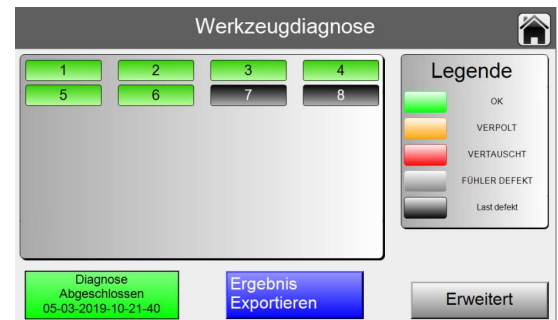 Werkzeugdiagnose
1 2 3 4
5 6 7 8
Legende
OK
VERPOLT
VERTAUSCHT
FÜHLER DEFEKT
Last defekt
Diagnose
Abgeschlossen
05-03-2019-10-21-40
Ergebnis
Exportieren
Erweitert